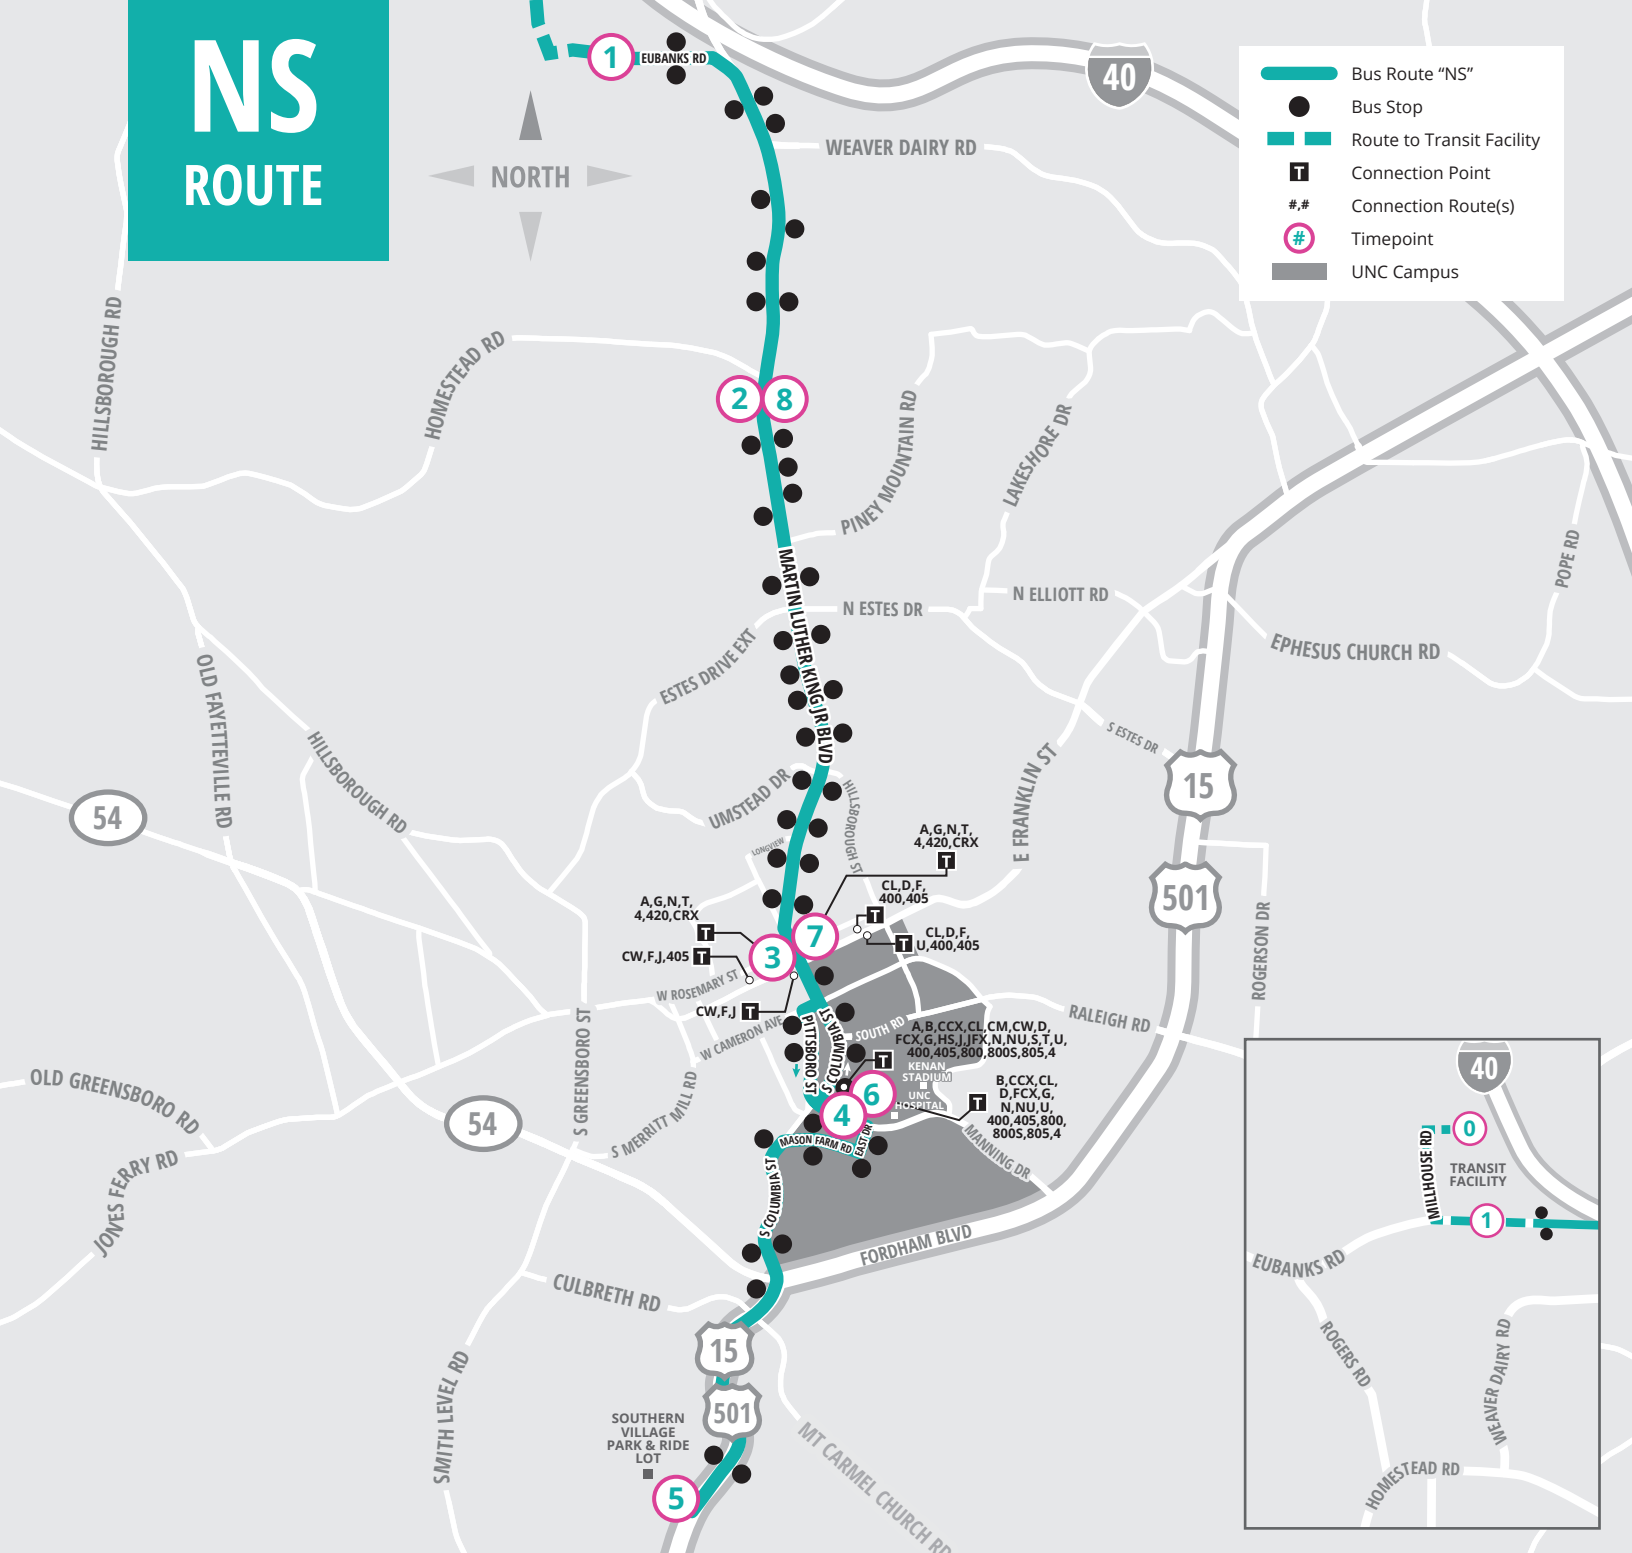 NS
ROUTE
1
EUBANKS RD
40
NORTH
WEAVER DAIRY RD
Bus Route “NS”
Bus Stop
Route to Transit Facility
T
Connection Point
#,#
Connection Route(s)
#
Timepoint
UNC Campus
HILLSBOROUGH RD
HOMESTEAD RD
2
8
PINEY MOUNTAIN RD
LAKESHORE DR
POPE RD
MARTIN LUTHER KING JR BLVD
N ESTES DR
N ELLIOTT RD
EPHESUS CHURCH RD
ESTES DRIVE EXT
OLD FAYETTEVILLE RD
HILLSBOROUGH RD
S ESTES DR
E FRANKLIN ST
15
54
UMSTEAD DR
HILLSBOROUGH ST
LONGVIEW
A,G,N,T,
4,420,CRX
T
CL,D,F,
400,405
T
501
A,G,N,T,
4,420,CRX
T
7
CL,D,F,
U,400,405
T
ROGERSON DR
CW,F,J,405
T
3
W ROSEMARY ST
CW,F,J
T
W CAMERON AVE
PITTSBORO ST
S COLUMBIA ST
SOUTH RD
RALEIGH RD
A,B,CCX,CL,CM,CW,D,
FCX,G,HS,J,JFX,N,NU,S,T,U,
400,405,800,800S,805,4
T
KENAN
STADIUM
UNC
HOSPITAL
B,CCX,CL,
D,FCX,G,
N,NU,U,
400,405,800,
800S,805,4
T
6
4
OLD GREENSBORO RD
54
S GREENSBORO ST
S MERRITT MILL RD
JONES FERRY RD
MASON FARM RD
EAST DR
MANNING DR
S COLUMBIA ST
FORDHAM BLVD
CULBRETH RD
15
501
SMITH LEVEL RD
SOUTHERN
VILLAGE
PARK & RIDE
LOT
5
MT CARMEL CHURCH RD
40
0
MILLHOUSE RD
TRANSIT
FACILITY
1
EUBANKS RD
ROGERS RD
WEAVER DAIRY RD
HOMESTEAD RD